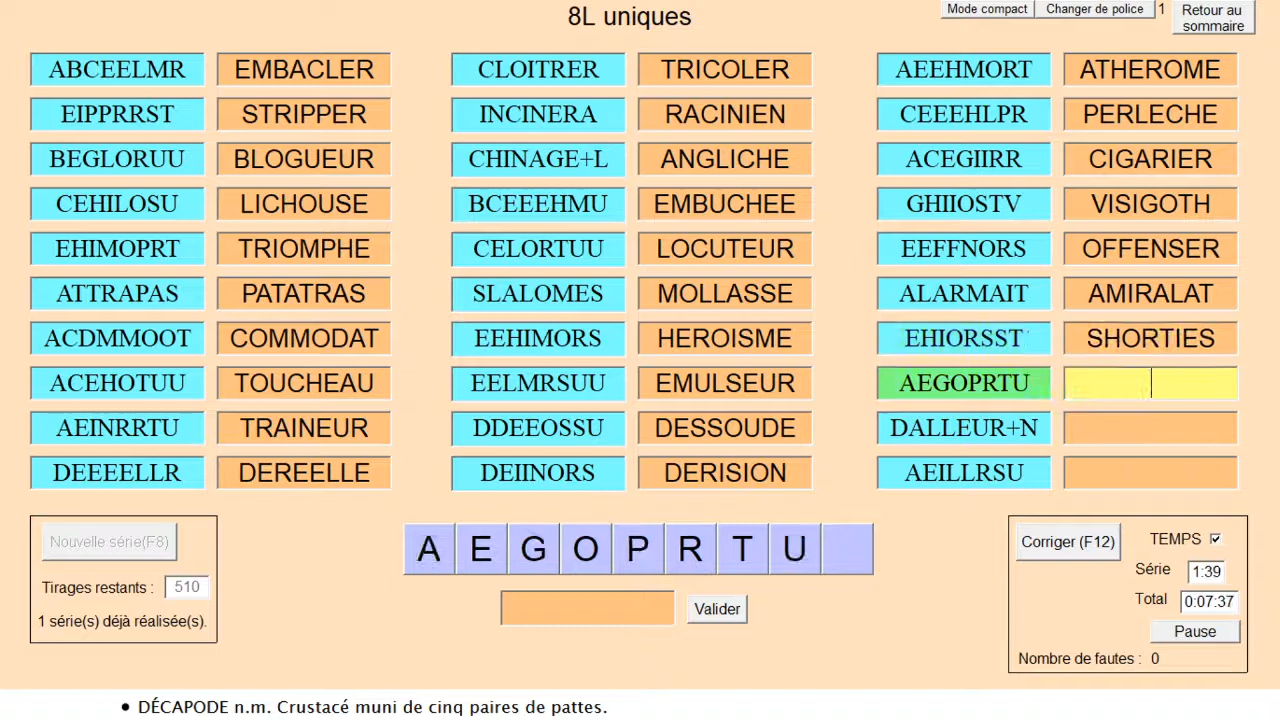 8L uniques
Mode compact Changer de police 1 Retour au sommaire
ABCEELMR EMBACLER CLOITRER TRICOLER AEEHMORT ATHEROME
EIPPRRST STRIPPER INCINERA RACINIEN CEEEHLPR PERLECHE
BEGLORUU BLOGUEUR CHINAGE+L ANGLICHE ACEGIIRR CIGARIER
CEHILOSU LICHOUSE BCEEEHMU EMBUCHEE GHIIOSTV VISIGOTH
EHIMOPRT TRIOMPHE CELORTUU LOCUTEUR EEFFNORS OFFENSER
ATTRAPAS PATATRAS SLALOMES MOLLASSE ALARMAIT AMIRALAT
ACDMMOOT COMMODAT EEHIMORS HEROISME EHIORSST SHORTIES
ACEHOTUU TOUCHEAU EELMRSUU EMULSEUR AEGOPRTU
AEINRRTU TRAINEUR DDEEOSSU DESSOUDE DALLEUR+N
DEEEELLR DEREELLE DEIINORS DERISION AEILLRSU
Nouvelle série(F8)
Tirages restants : 510
1 série(s) déjà réalisée(s).
A E G O P R T U
Valider
Corriger (F12) TEMPS
Série 1:39
Total 0:07:37
Pause
Nombre de fautes : 0
• DÉCAPODE n.m. Crustacé muni de cinq paires de pattes.